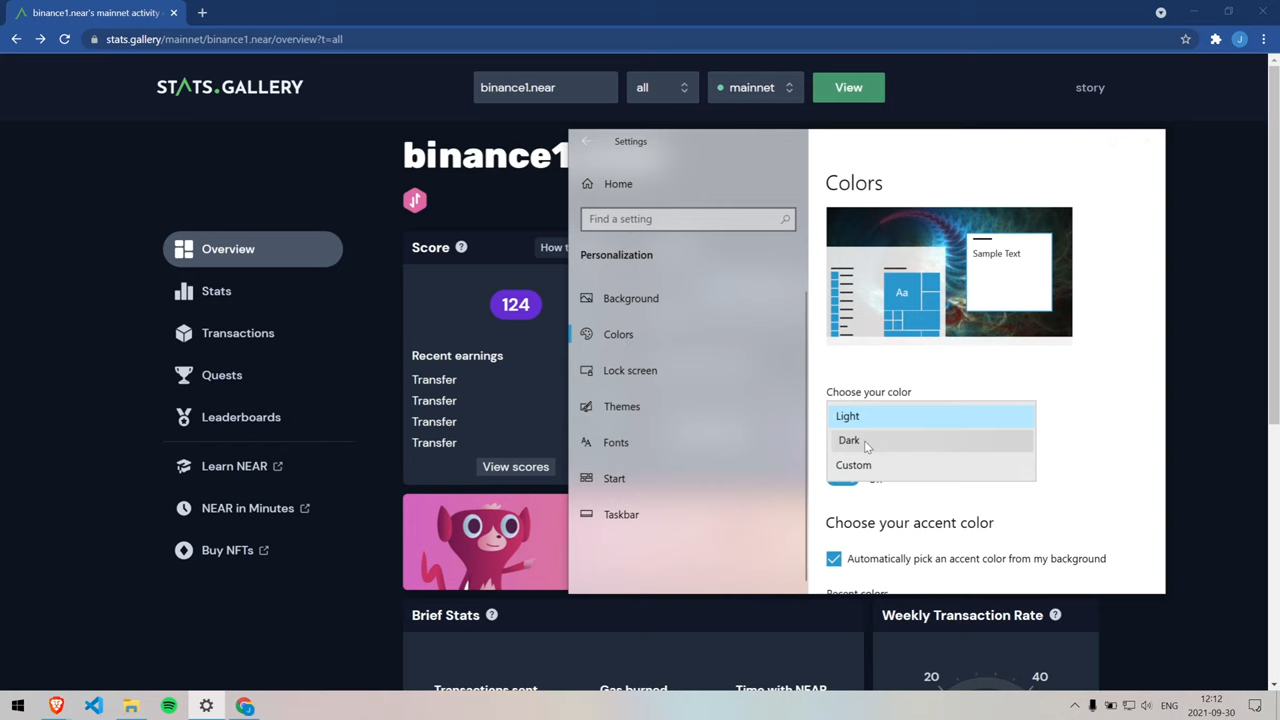 binance1.near's mainnet activity
stats.gallery/mainnet/binance1.near/overview?t=all
J
STATS.GALLERY
binance1.near
all
mainnet
View
story
binance1
Overview
Stats
Transactions
Quests
Leaderboards
Learn NEAR
NEAR in Minutes
Buy NFTs
Score
?
How t
124
Recent earnings
Transfer
Transfer
Transfer
Transfer
View scores
Brief Stats
?
Transactions sent
Gas burned
Time with NEAR
Weekly Transaction Rate
?
20
40
Settings
Home
Find a setting
Personalization
Background
Colors
Lock screen
Themes
Fonts
Start
Taskbar
Colors
Sample Text
Aa
Choose your color
Light
Dark
Custom
Choose your accent color
Automatically pick an accent color from my background
Recent colors
ENG
12:12
2021-09-30